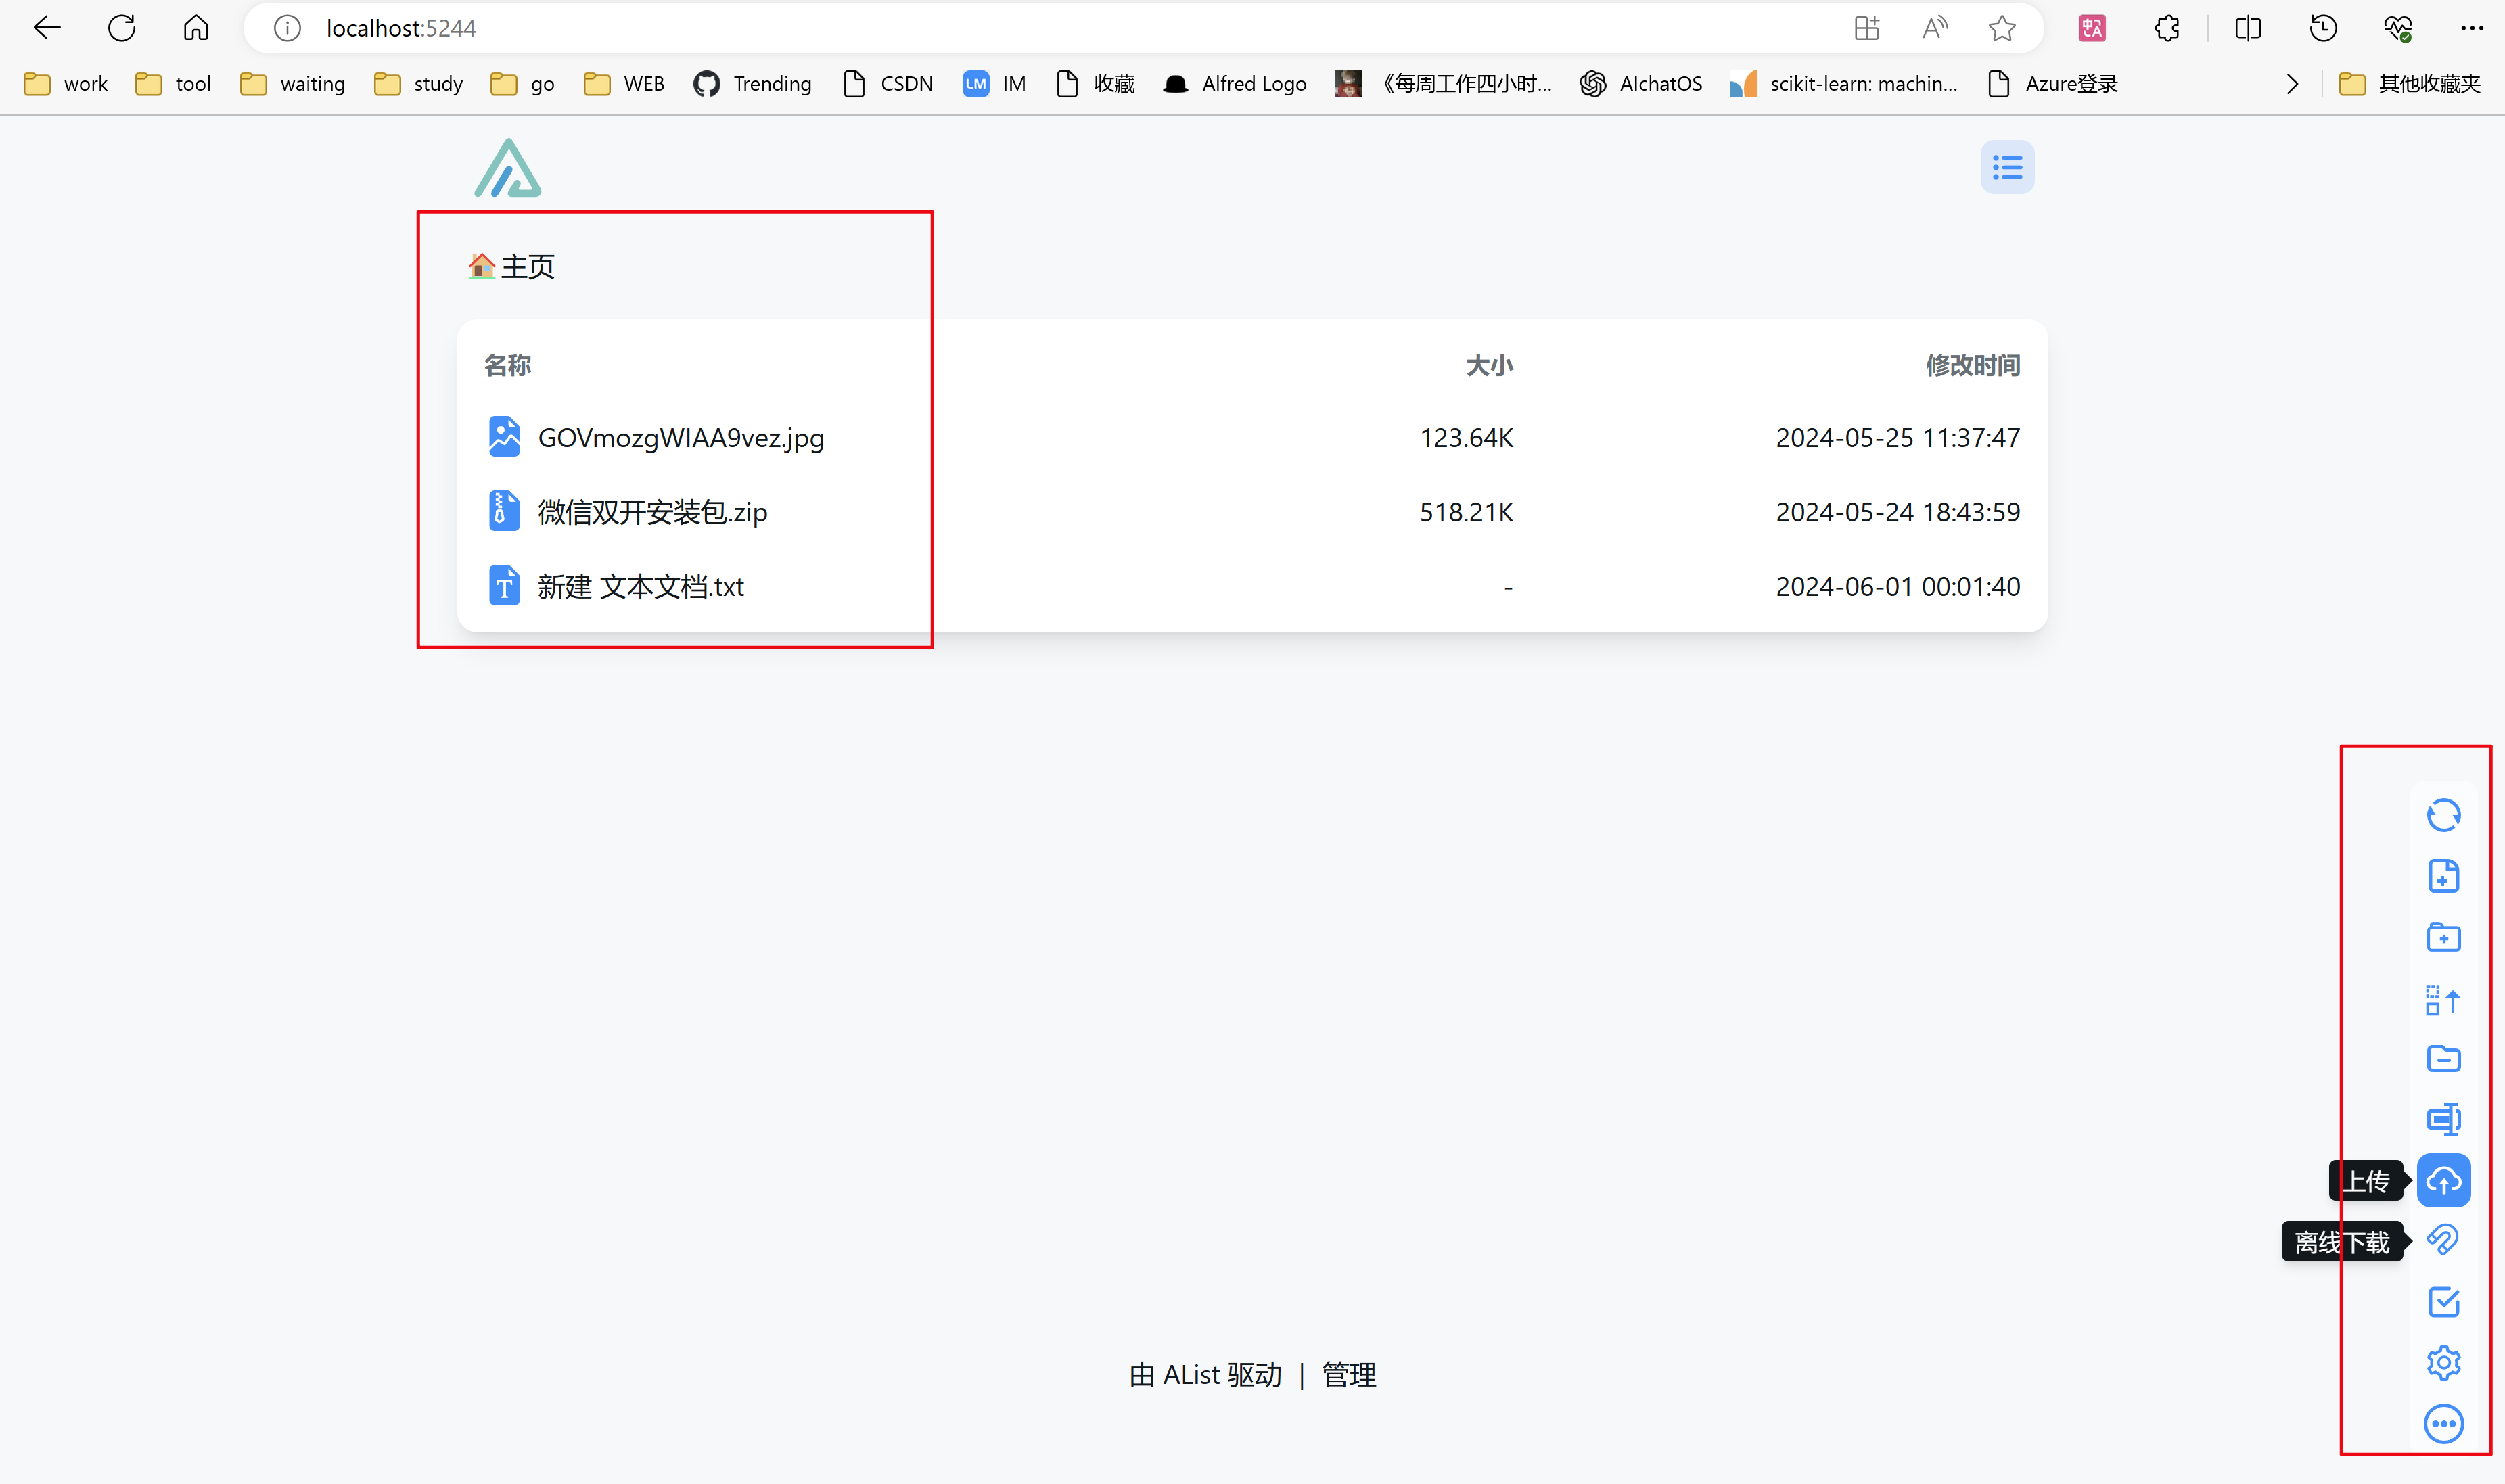 localhost:5244
work tool waiting study go WEB Trending CSDN LM IM 收藏 Alfred Logo 《每周工作四小时... AIchatOS scikit-learn: machin... Azure登录 其他收藏夹
主页
名称 大小 修改时间
GOVmozgWIAA9vez.jpg 123.64K 2024-05-25 11:37:47
微信双开安装包.zip 518.21K 2024-05-24 18:43:59
新建 文本文档.txt - 2024-06-01 00:01:40
上传
离线下载
由 AList 驱动 | 管理